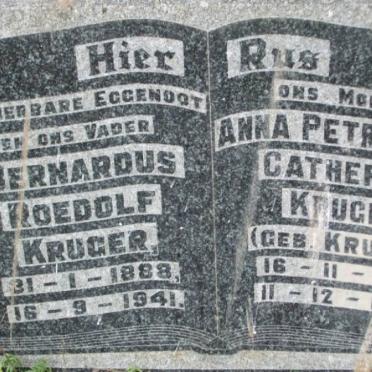 Hier Rus
ERBARE EGGENOOT
EN ONS VADER
BERNARDUS
ROEDOLF
KRUGER
31-1-1888.
16-9-1941.
ONS MO
ANNA PETR
CATHER
KRUG
(GEB. KRU
16-11-
11-12-